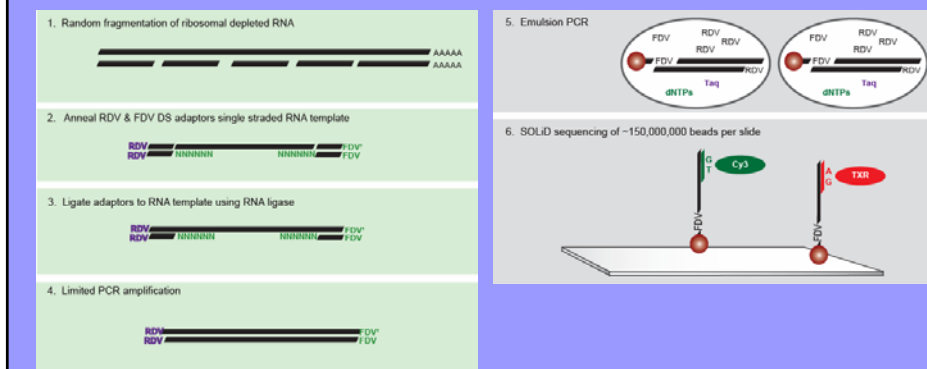 1. Random fragmentation of ribosomal depleted RNA
AAAAA
AAAAA
2. Anneal RDV & FDV DS adaptors single straded RNA template
RDV FDV'
RDV NNNNNN NNNNNN FDV
3. Ligate adaptors to RNA template using RNA ligase
RDV FDV'
RDV NNNNNN NNNNNN FDV
4. Limited PCR amplification
RDV FDV'
RDV FDV
5. Emulsion PCR
FDV RDV RDV RDV
FDV
RDV
Taq
dNTPs
FDV RDV RDV RDV
FDV
RDV
Taq
dNTPs
6. SOLiD sequencing of ~150,000,000 beads per slide
G
T
Cy3
FDV
A
G
TXR
FDV